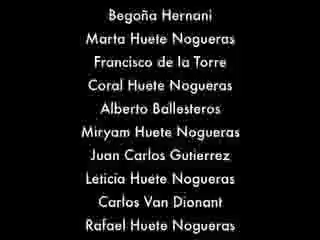 Begoña Hernani
Marta Huete Nogueras
Francisco de la Torre
Coral Huete Nogueras
Alberto Ballesteros
Miryam Huete Nogueras
Juan Carlos Gutierrez
Leticia Huete Nogueras
Carlos Van Dionant
Rafael Huete Nogueras